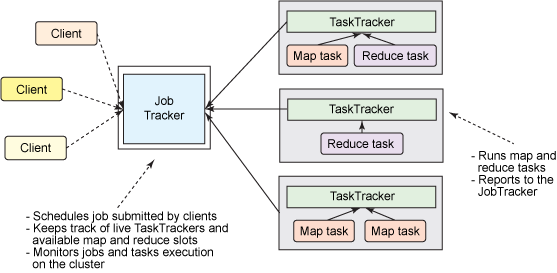 Client
Client
Client
Job
Tracker
TaskTracker
Map task
Reduce task
TaskTracker
Reduce task
TaskTracker
Map task
Map task
- Schedules job submitted by clients
- Keeps track of live TaskTrackers and
available map and reduce slots
- Monitors jobs and tasks execution
on the cluster
- Runs map and
reduce tasks
- Reports to the
JobTracker